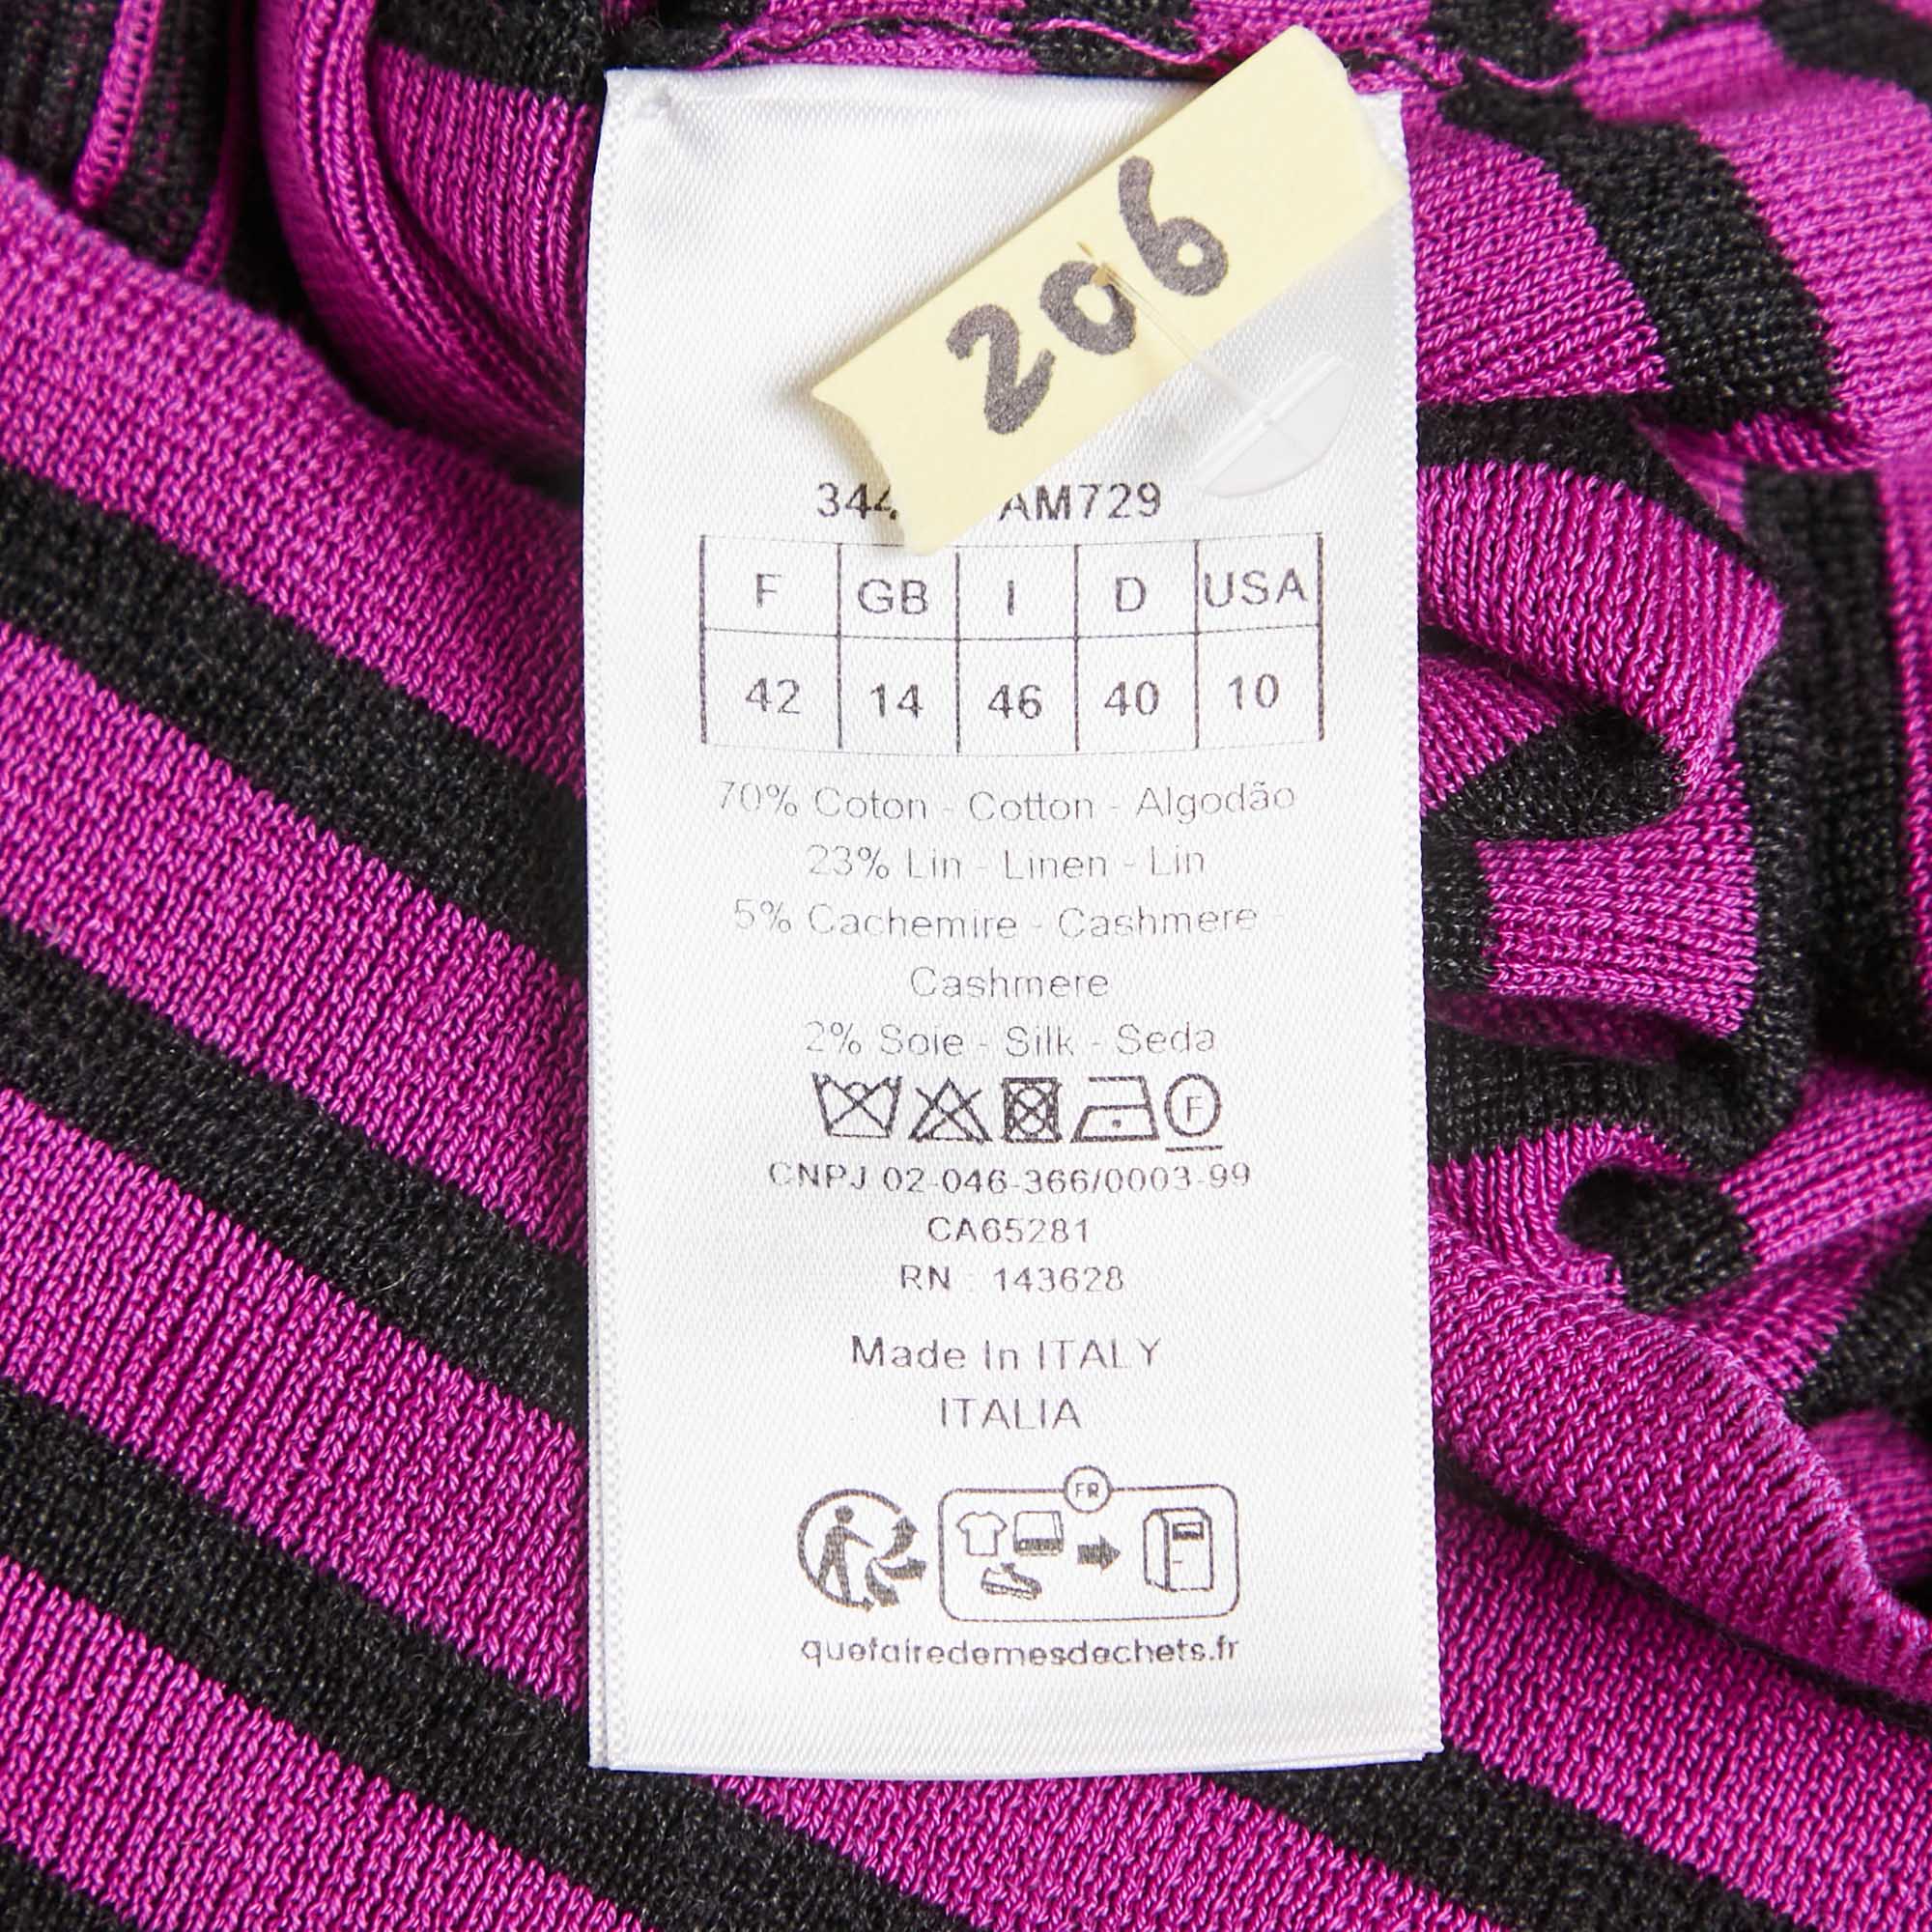 206
344 AM729
F GB I D USA
42 14 46 40 10
70% Coton - Cotton - Algodão
23% Lin - Linen - Lin
5% Cachemire - Cashmere -
Cashmere
2% Soie - Silk - Seda
F
CNPJ 02-046-366/0003-99
CA65281
RN : 143628
Made In ITALY
ITALIA
FR
quefairedemesdechets.fr